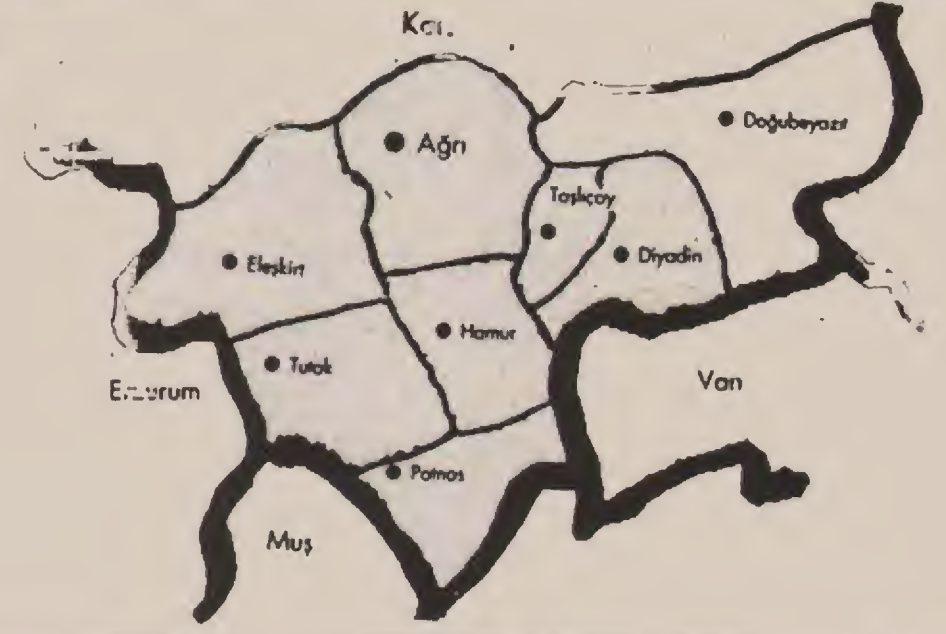 Ağrı
Doğubeyazıt
Taşlıçay
Eleşkirt
Diyadin
Hamur
Tutak
Van
Patnos
Muş